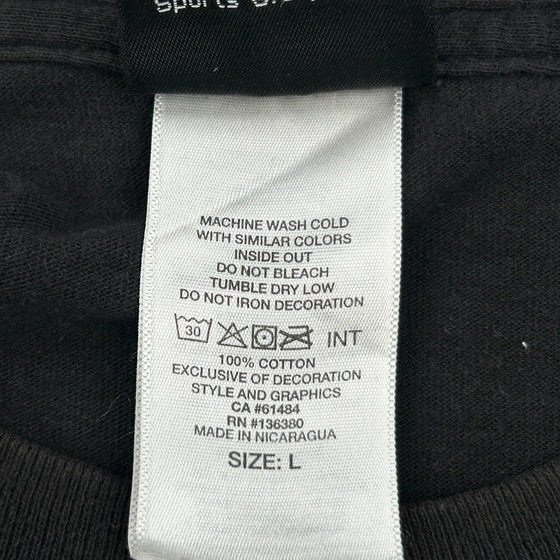 Sports
MACHINE WASH COLD
WITH SIMILAR COLORS
INSIDE OUT
DO NOT BLEACH
TUMBLE DRY LOW
DO NOT IRON DECORATION
30 INT
100% COTTON
EXCLUSIVE OF DECORATION
STYLE AND GRAPHICS
CA #61484
RN #136380
MADE IN NICARAGUA
SIZE: L